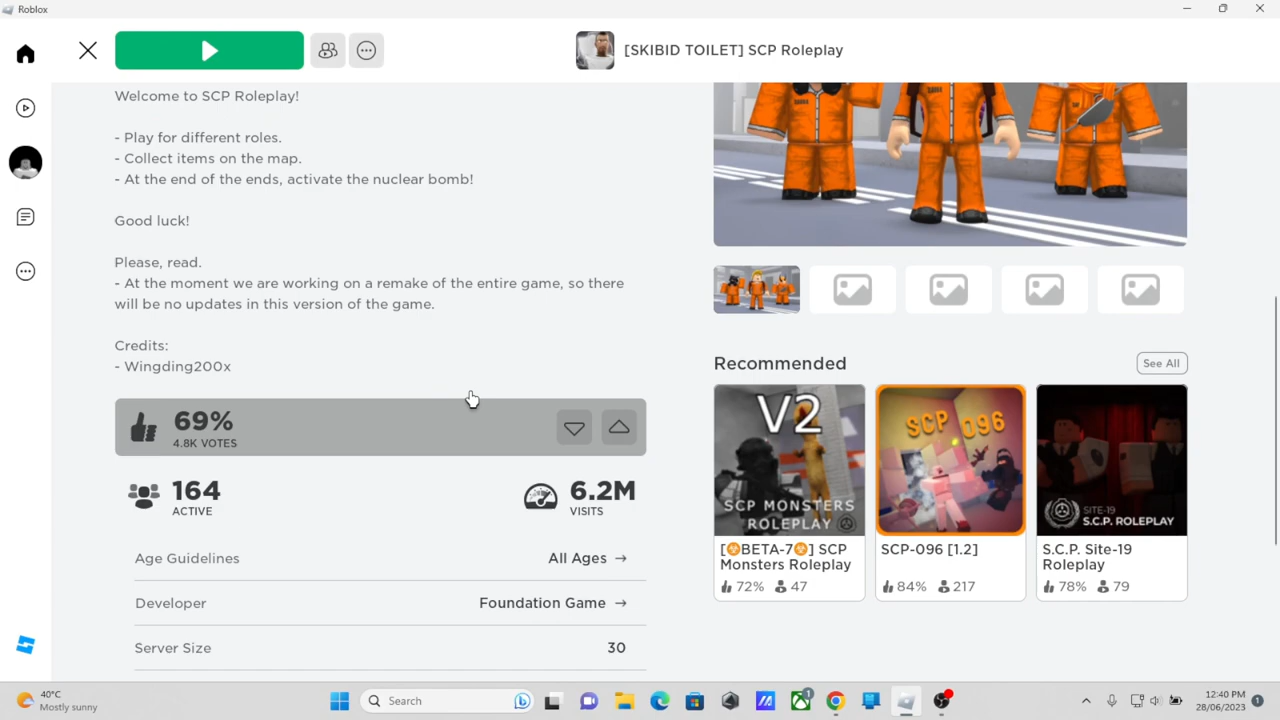 Roblox
[SKIBID TOILET] SCP Roleplay
Welcome to SCP Roleplay!
- Play for different roles.
- Collect items on the map.
- At the end of the ends, activate the nuclear bomb!
Good luck!
Please, read.
- At the moment we are working on a remake of the entire game, so there
will be no updates in this version of the game.
Credits:
- Wingding200x
69%
4.8K VOTES
164
ACTIVE
6.2M
VISITS
Age Guidelines
All Ages →
Developer
Foundation Game →
Server Size
30
Recommended
See All
V2
SCP MONSTERS
ROLEPLAY
[☣BETA-7☣] SCP
Monsters Roleplay
72% 47
SCP 096
SCP-096 [1.2]
84% 217
SITE-19
S.C.P. ROLEPLAY
S.C.P. Site-19
Roleplay
78% 79
40°C
Mostly sunny
Search
1
12:40 PM
28/06/2023
1